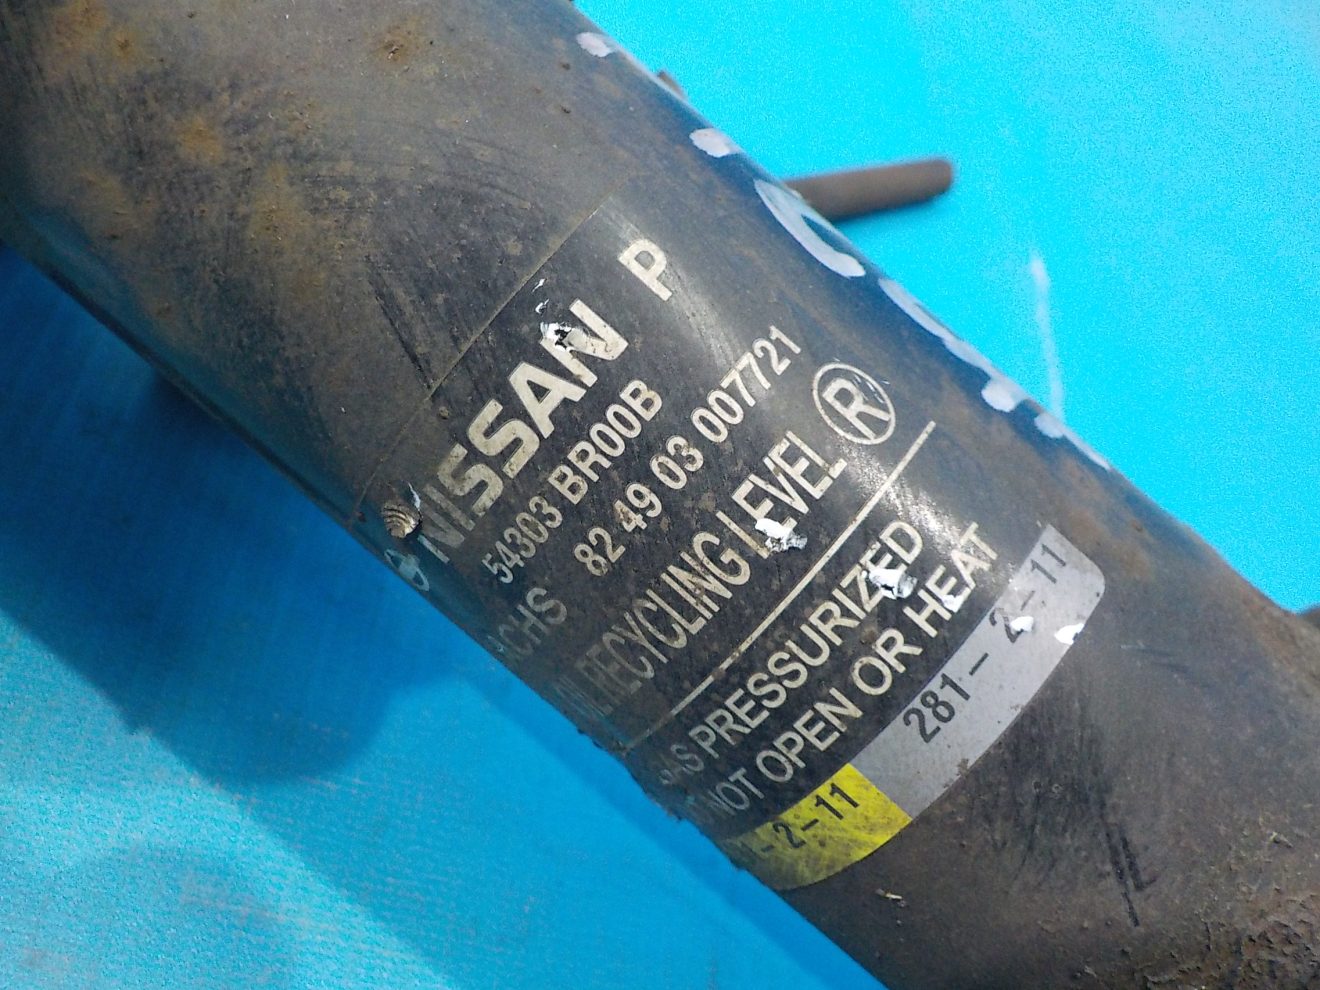 NISSAN P
54303 BR00B
82 49 03 007721
RECYCLING LEVEL R
PRESSURIZED
NOT OPEN OR HEAT
-2-11 281-2-11